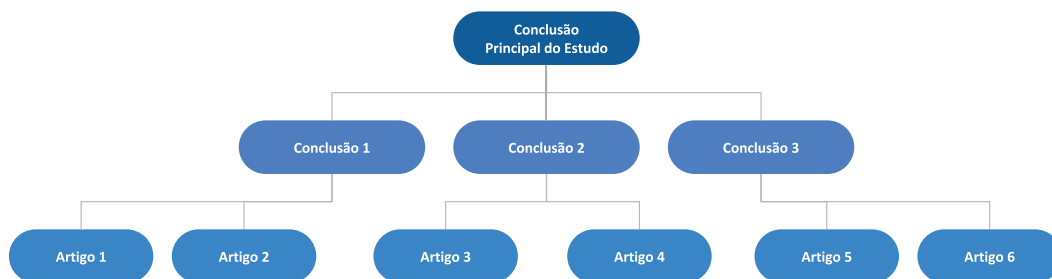 Conclusão
Principal do Estudo
Conclusão 1
Conclusão 2
Conclusão 3
Artigo 1
Artigo 2
Artigo 3
Artigo 4
Artigo 5
Artigo 6